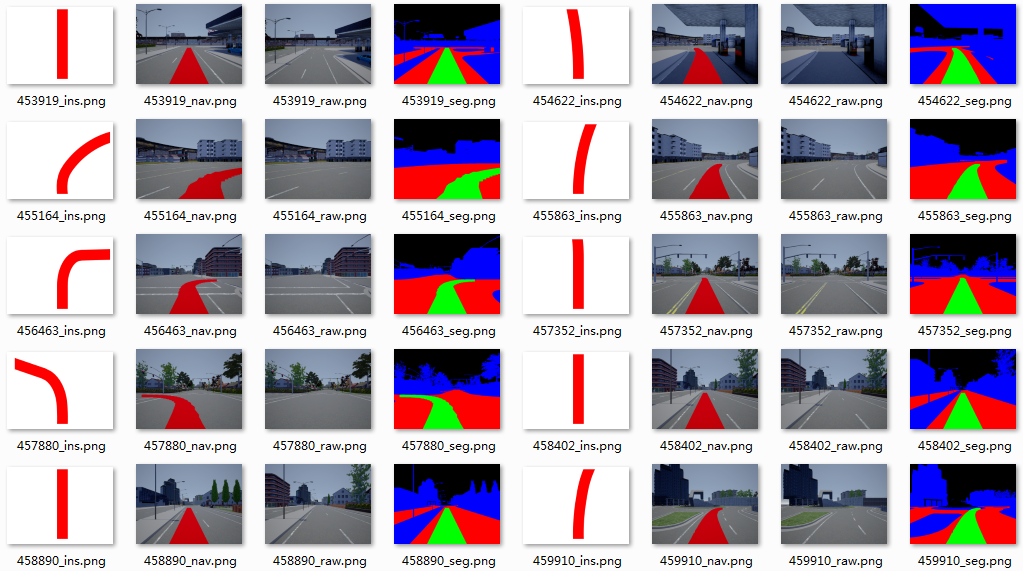 453919_ins.png 453919_nav.png 453919_raw.png 453919_seg.png 454622_ins.png 454622_nav.png 454622_raw.png 454622_seg.png
455164_ins.png 455164_nav.png 455164_raw.png 455164_seg.png 455863_ins.png 455863_nav.png 455863_raw.png 455863_seg.png
456463_ins.png 456463_nav.png 456463_raw.png 456463_seg.png 457352_ins.png 457352_nav.png 457352_raw.png 457352_seg.png
457880_ins.png 457880_nav.png 457880_raw.png 457880_seg.png 458402_ins.png 458402_nav.png 458402_raw.png 458402_seg.png
458890_ins.png 458890_nav.png 458890_raw.png 458890_seg.png 459910_ins.png 459910_nav.png 459910_raw.png 459910_seg.png